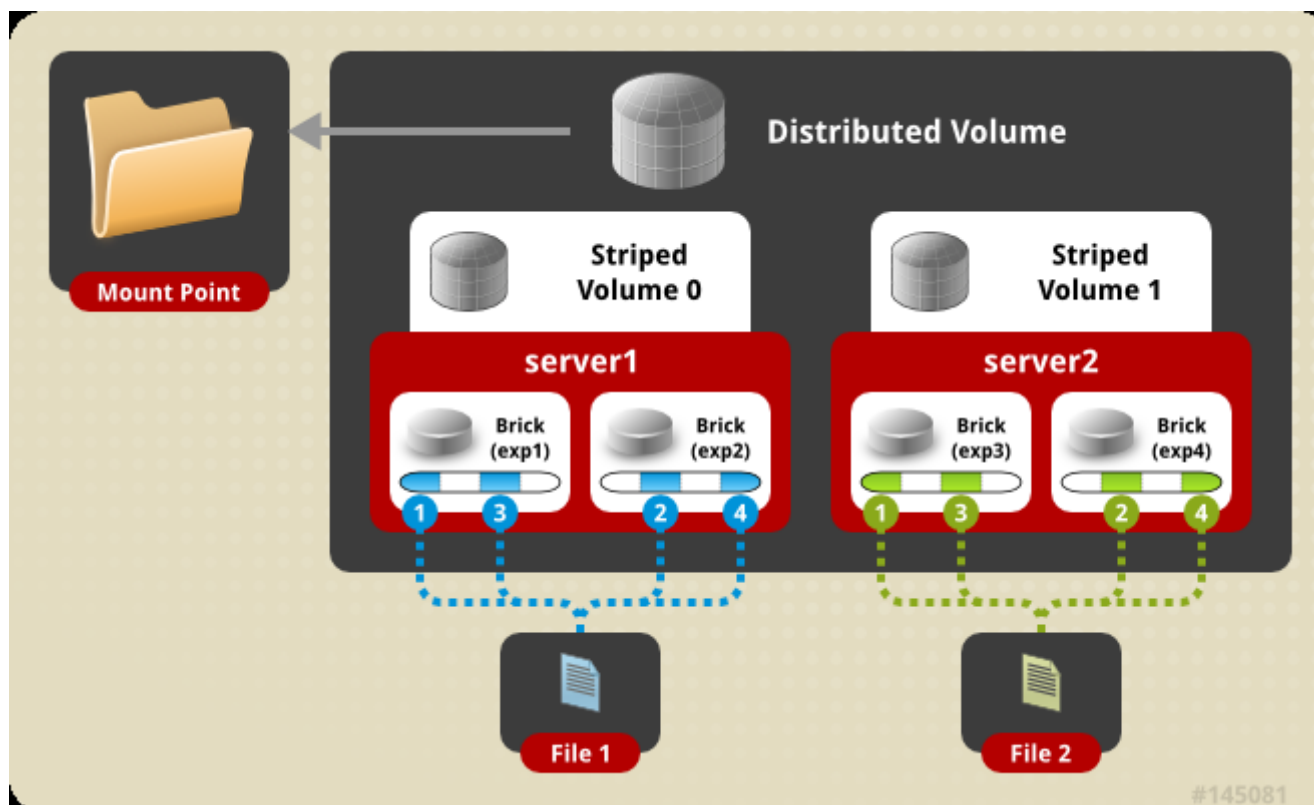 Distributed Volume
Mount Point
Striped
Volume 0
Striped
Volume 1
server1
server2
Brick
(exp1)
Brick
(exp2)
Brick
(exp3)
Brick
(exp4)
1
3
2
4
1
3
2
4
File 1
File 2
#145081